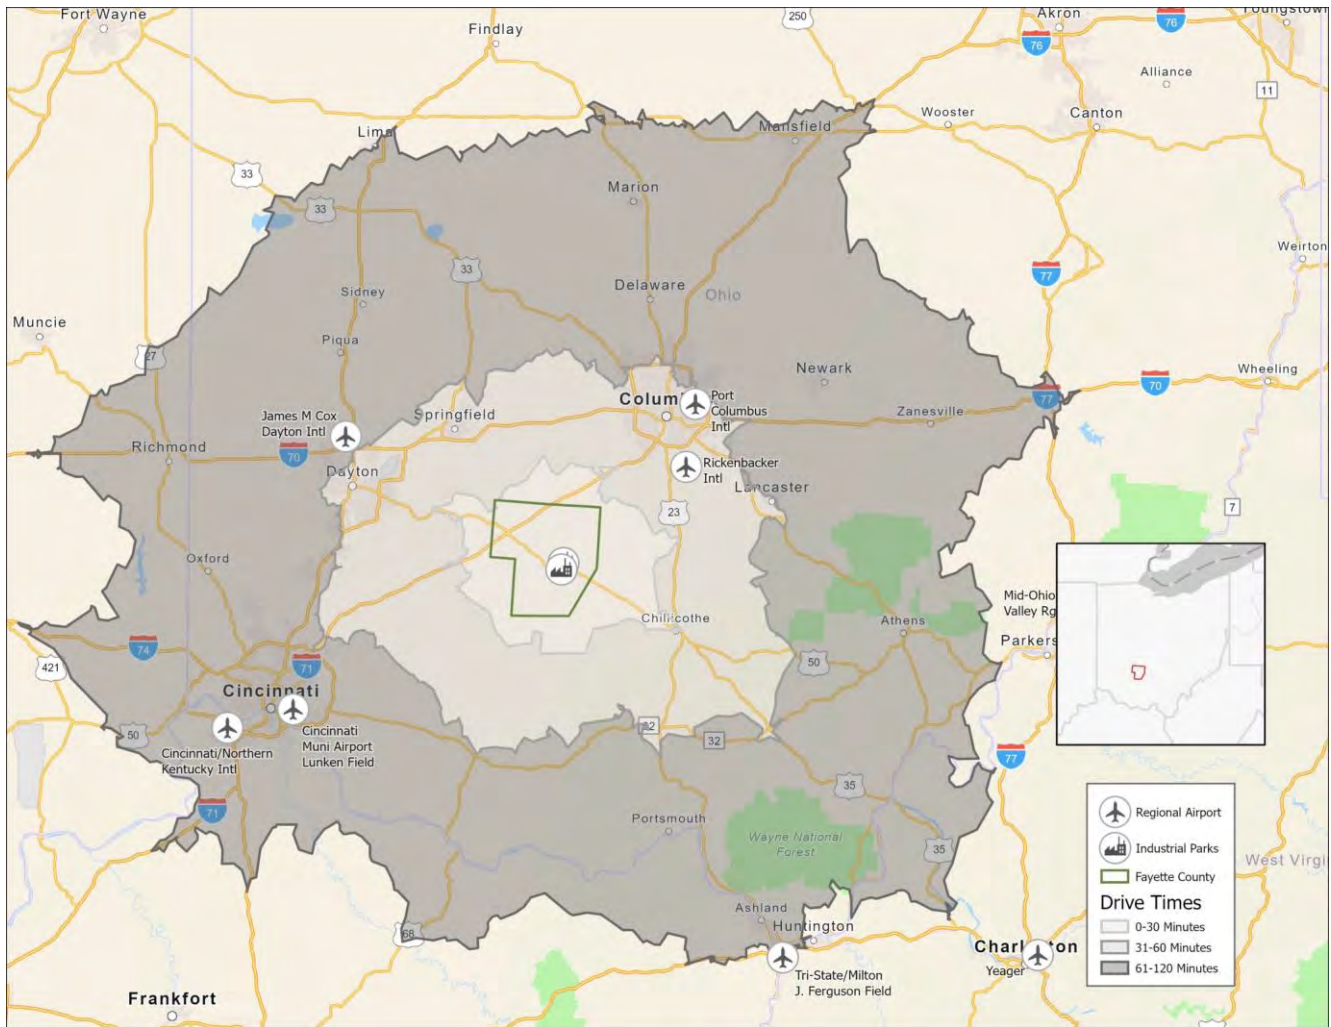 Fort Wayne
Findlay
250
Akron
76
76
Youngstown
Alliance
11
Wooster
Canton
Lima
Mansfield
33
Marion
33
33
Weirton
77
Sidney
Delaware
Ohio
Muncie
Piqua
27
Newark
70
Wheeling
77
James M Cox
Dayton Intl
Springfield
Colum
Port
Columbus
Intl
Zanesville
Richmond
70
Dayton
Rickenbacker
Intl
Lancaster
23
7
Oxford
Mid-Ohio
Valley Rg
Chillicothe
Athens
Parkers
74
421
71
50
Cincinnati
50
Cincinnati/Northern
Kentucky Intl
Cincinnati
Muni Airport
Lunken Field
32
32
77
71
35
Portsmouth
Wayne National
Forest
35
West Virgin
Ashland
Huntington
68
Charleston
Yeager
Tri-State/Milton
J. Ferguson Field
Frankfort
Regional Airport
Industrial Parks
Fayette County
Drive Times
0-30 Minutes
31-60 Minutes
61-120 Minutes